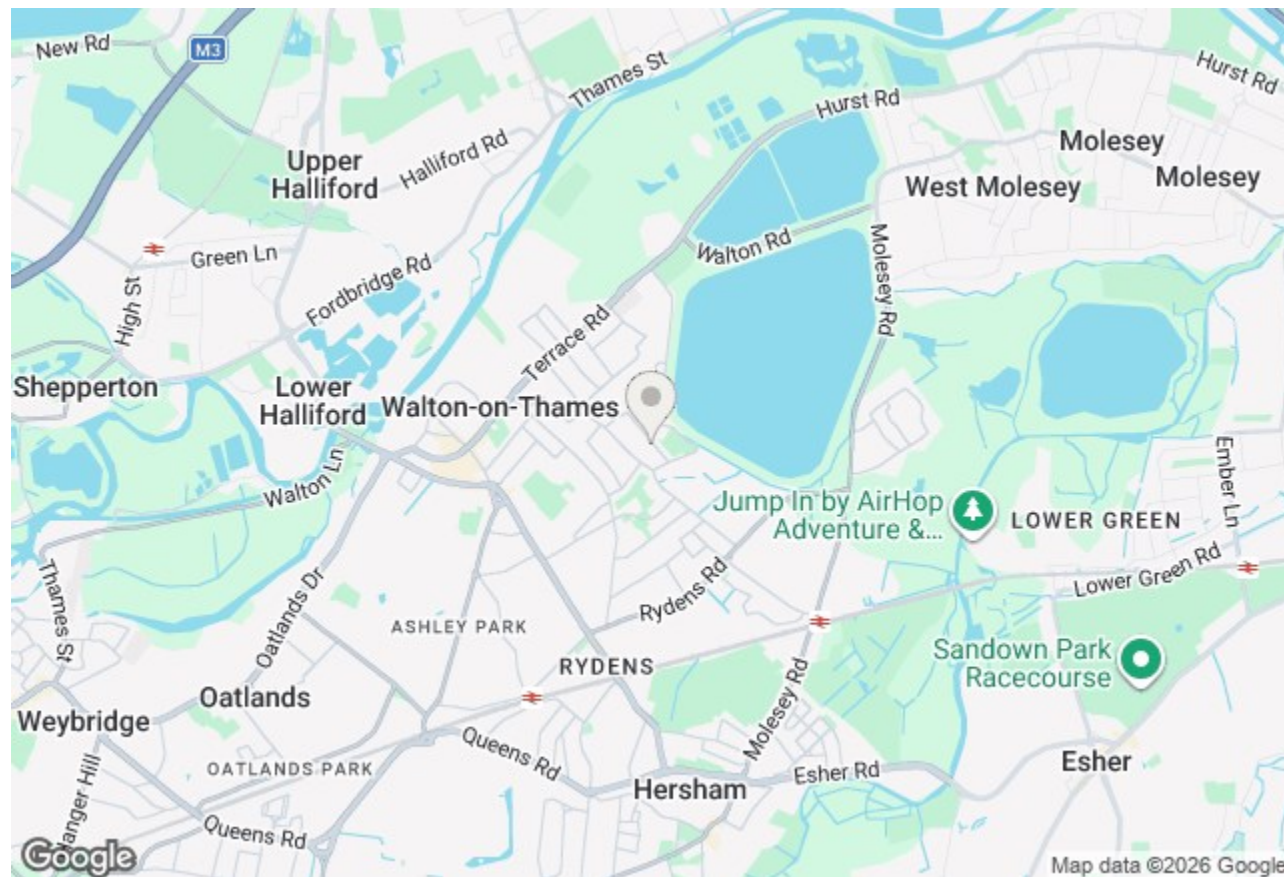 New Rd
M3
Thames St
Hurst Rd
Hurst Rd
Upper
Halliford
Halliford Rd
Molesey
West Molesey
Molesey
Green Ln
Walton Rd
Molesey Rd
High St
Fordbridge Rd
Terrace Rd
Shepperton
Lower
Halliford
Walton-on-Thames
Walton Ln
Ember Ln
Jump In by AirHop
Adventure &...
LOWER GREEN
Thames St
Oatlands Dr
Rydens Rd
Lower Green Rd
ASHLEY PARK
RYDENS
Sandown Park
Racecourse
Oatlands
Weybridge
Molesey Rd
Queens Rd
Esher
OATLANDS PARK
Hersham
Esher Rd
Hanger Hill
Queens Rd
Google
Map data ©2026 Google